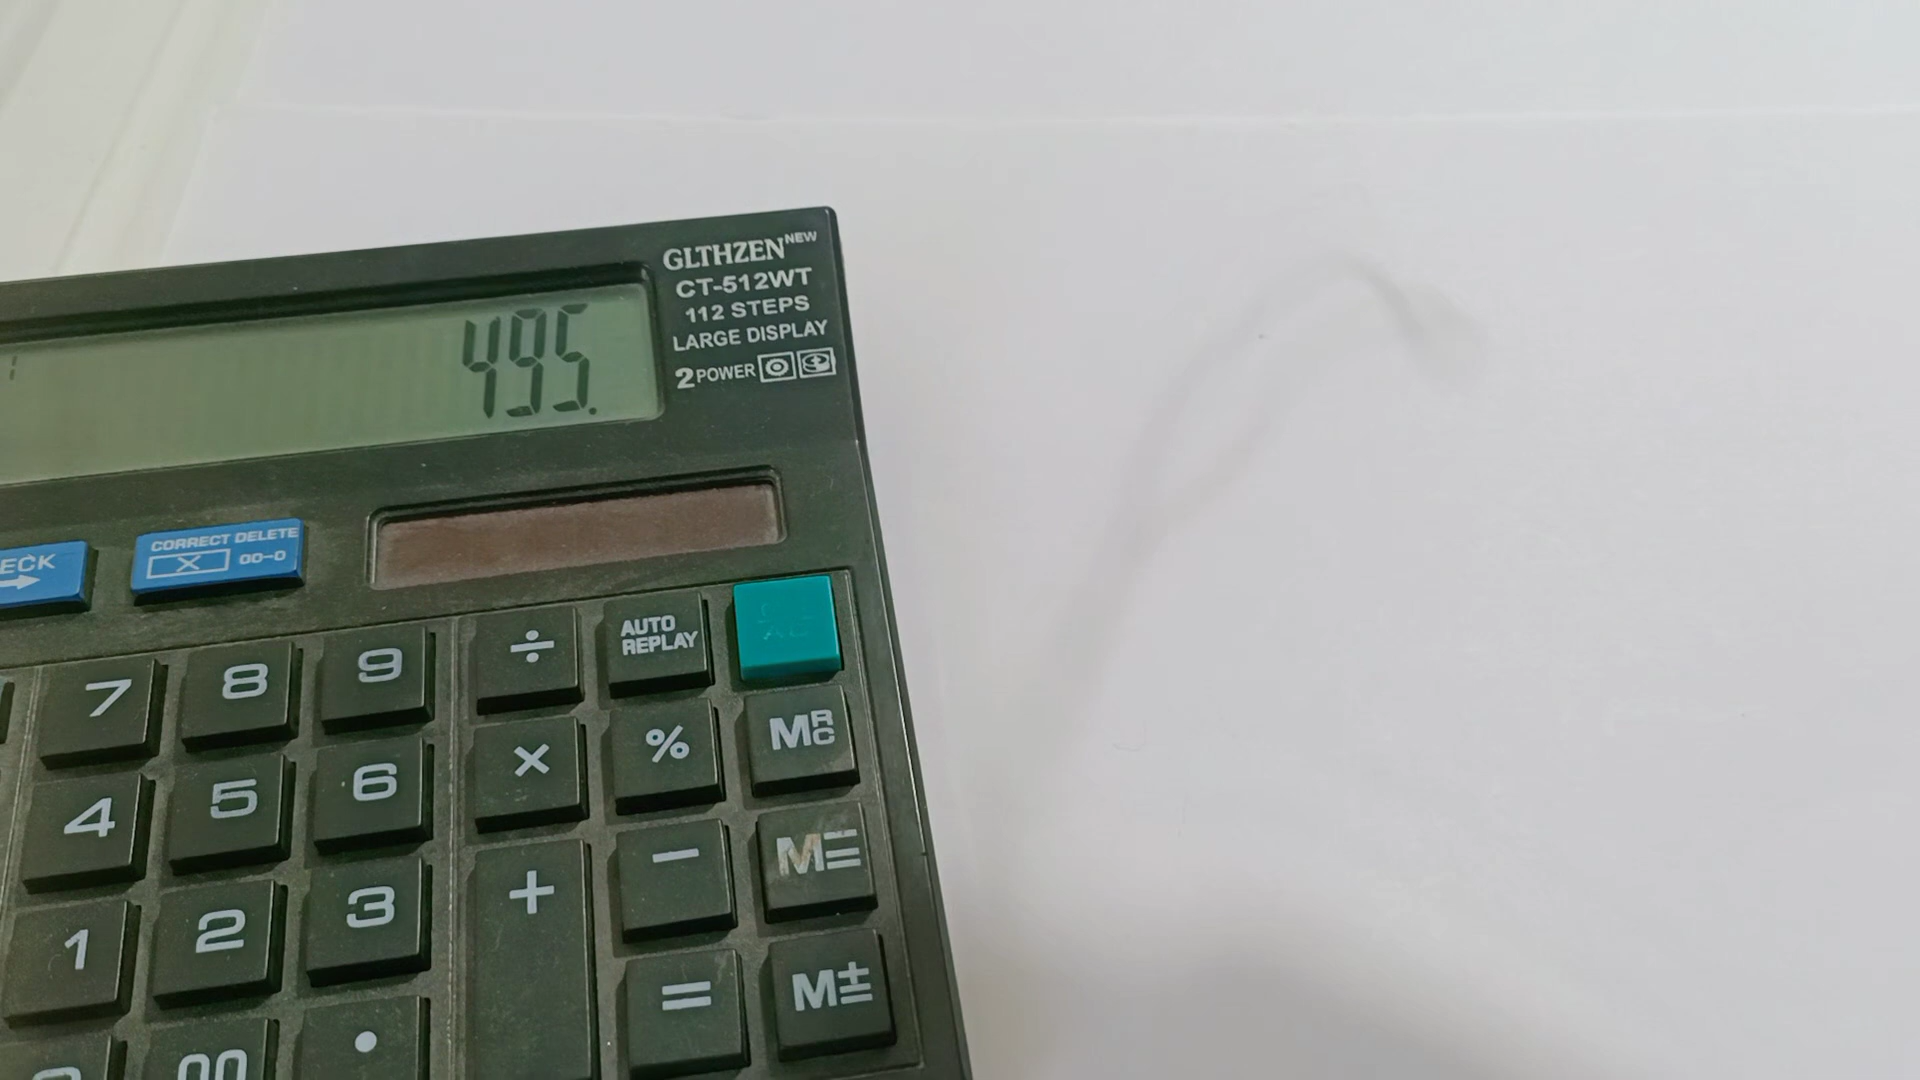 GLTHZEN NEW
CT-512WT
112 STEPS
LARGE DISPLAY
2 POWER
495.
ECK
CORRECT DELETE
00→0
7 8 9 ÷ AUTO REPLAY
4 5 6 × % MRC
1 2 3 + − M=
00 . = M±